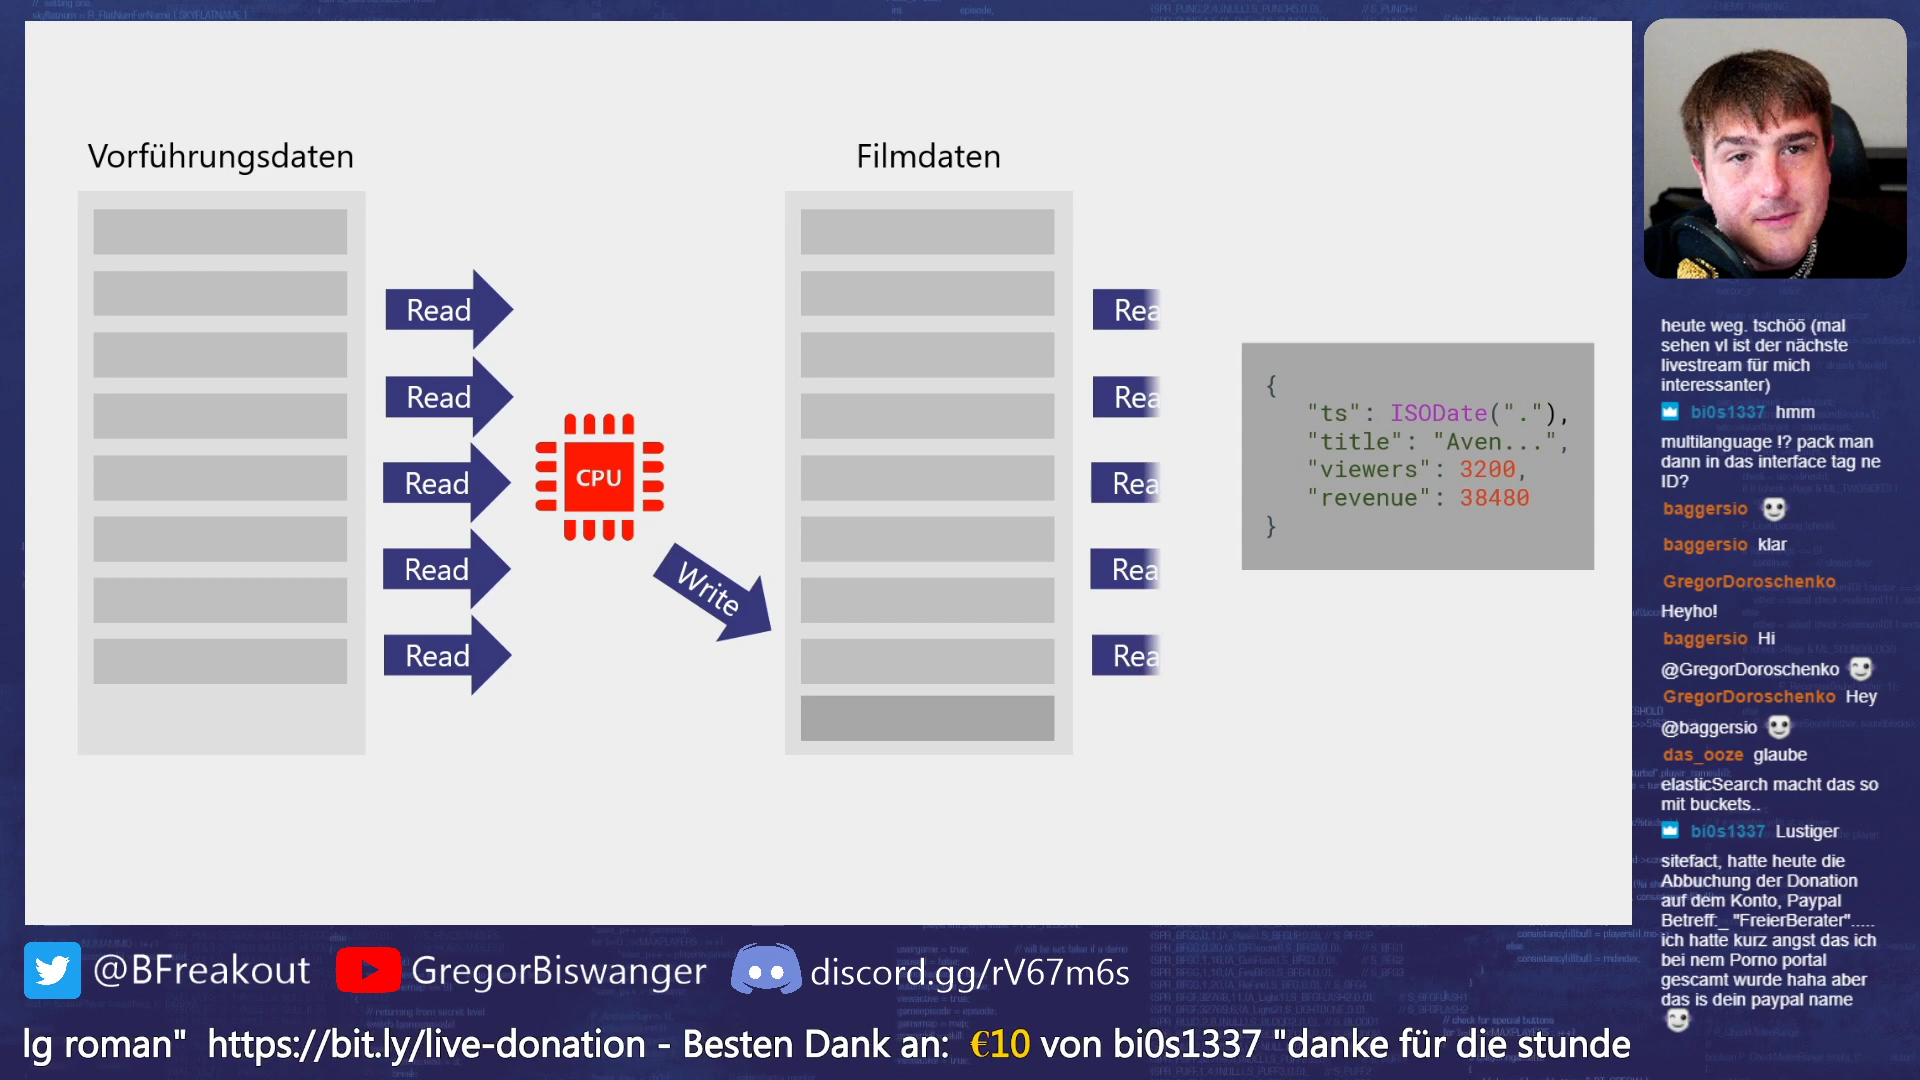 Vorführungsdaten
Filmdaten
Read
Read
Read
Read
Read
CPU
Write
Rea
Rea
Rea
Rea
Rea
{
"ts": ISODate("."),
"title": "Aven...",
"viewers": 3200,
"revenue": 38480
}
heute weg. tschöö (mal
sehen vl ist der nächste
livestream für mich
interessanter)
bi0s1337 hmm
multilanguage !? pack man
dann in das interface tag ne
ID?
baggersio
baggersio klar
GregorDoroschenko
Heyho!
baggersio Hi
@GregorDoroschenko
GregorDoroschenko Hey
@baggersio
das_ooze glaube
elasticSearch macht das so
mit buckets..
bi0s1337 Lustiger
sitefact, hatte heute die
Abbuchung der Donation
auf dem Konto, Paypal
Betreff:_ "FreierBerater".....
ich hatte kurz angst das ich
bei nem Porno portal
gescamt wurde haha aber
das is dein paypal name
@BFreakout GregorBiswanger discord.gg/rV67m6s
lg roman" https://bit.ly/live-donation - Besten Dank an: €10 von bi0s1337 "danke für die stunde